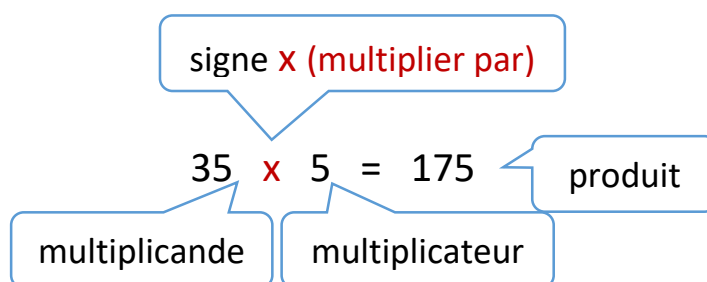 signe x (multiplier par)
35 x 5 = 175
produit
multiplicande
multiplicateur